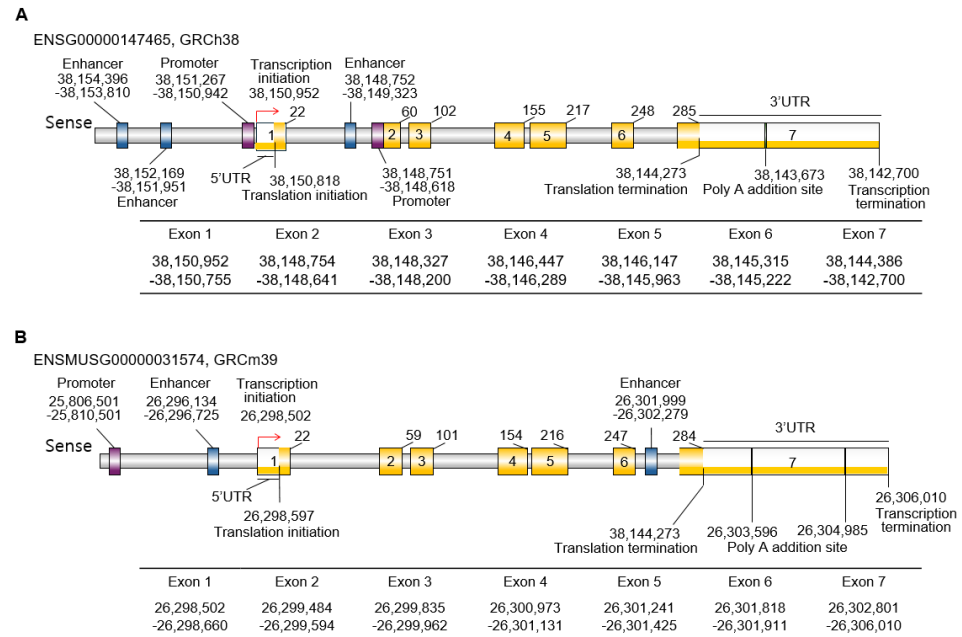 A
ENSG00000147465, GRCh38
Enhancer
38,154,396
-38,153,810
Promoter
38,151,267
-38,150,942
Transcription
initiation
38,150,952
Enhancer
38,148,752
-38,149,323
22
60
102
155
217
248
285
3'UTR
Sense
1
2
3
4
5
6
7
38,152,169
-38,151,951
Enhancer
5'UTR
38,150,818
Translation initiation
38,148,751
-38,148,618
Promoter
38,144,273
Translation termination
38,143,673
Poly A addition site
38,142,700
Transcription
termination
Exon 1 Exon 2 Exon 3 Exon 4 Exon 5 Exon 6 Exon 7
38,150,952 38,148,754 38,148,327 38,146,447 38,146,147 38,145,315 38,144,386
-38,150,755 -38,148,641 -38,148,200 -38,146,289 -38,145,963 -38,145,222 -38,142,700
B
ENSMUSG00000031574, GRCm39
Promoter
25,806,501
-25,810,501
Enhancer
26,296,134
-26,296,725
Transcription
initiation
26,298,502
Enhancer
26,301,999
-26,302,279
22
59
101
154
216
247
284
3'UTR
Sense
1
2
3
4
5
6
7
5'UTR
26,298,597
Translation initiation
38,144,273
Translation termination
26,303,596
26,304,985
Poly A addition site
26,306,010
Transcription
termination
Exon 1 Exon 2 Exon 3 Exon 4 Exon 5 Exon 6 Exon 7
26,298,502 26,299,484 26,299,835 26,300,973 26,301,241 26,301,818 26,302,801
-26,298,660 -26,299,594 -26,299,962 -26,301,131 -26,301,425 -26,301,911 -26,306,010